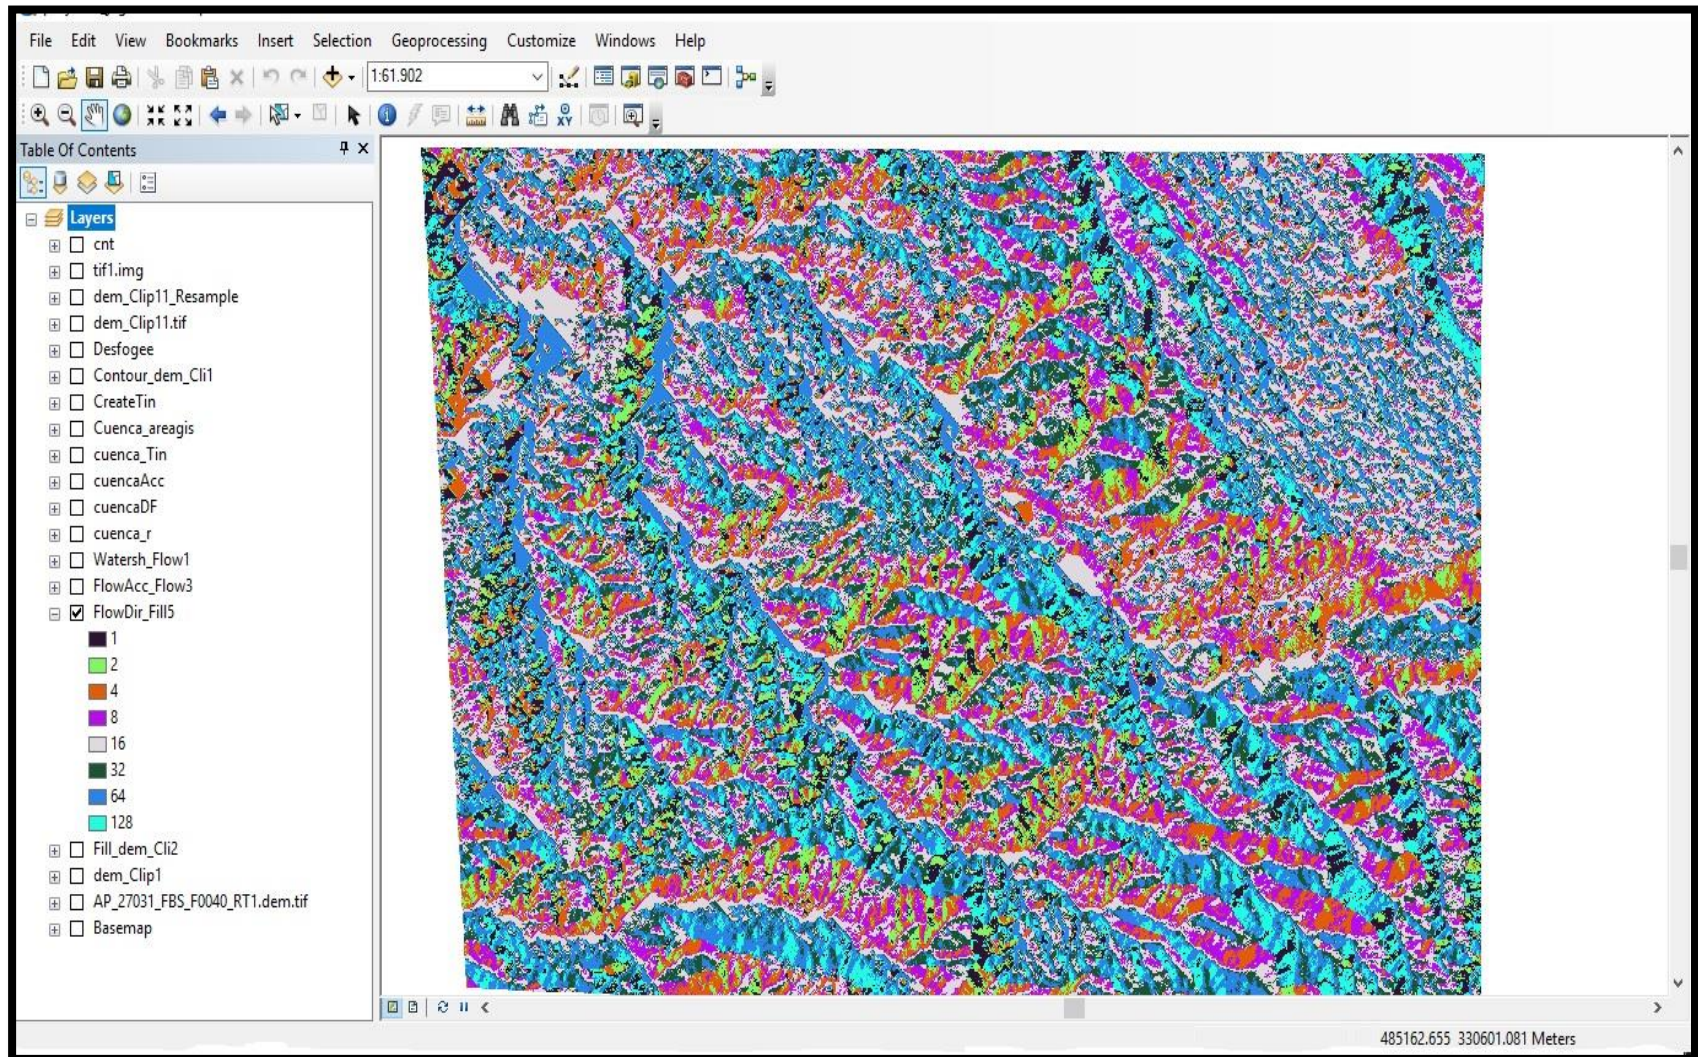 File Edit View Bookmarks Insert Selection Geoprocessing Customize Windows Help
1:61.902
XY
Table Of Contents
Layers
cnt
tif1.img
dem_Clip11_Resample
dem_Clip11.tif
Desfogee
Contour_dem_Cli1
CreateTin
Cuenca_areagis
cuenca_Tin
cuencaAcc
cuencaDF
cuenca_r
Watersh_Flow1
FlowAcc_Flow3
FlowDir_Fill5
1
2
4
8
16
32
64
128
Fill_dem_Cli2
dem_Clip1
AP_27031_FBS_F0040_RT1.dem.tif
Basemap
485162.655 330601.081 Meters